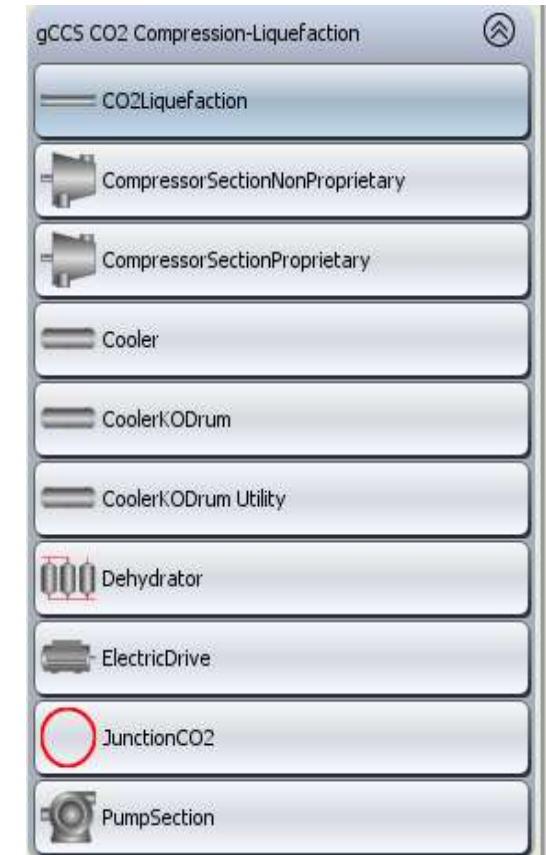 gCCS CO2 Compression-Liquefaction
CO2Liquefaction
CompressorSectionNonProprietary
CompressorSectionProprietary
Cooler
CoolerKODrum
CoolerKODrum Utility
Dehydrator
ElectricDrive
JunctionCO2
PumpSection